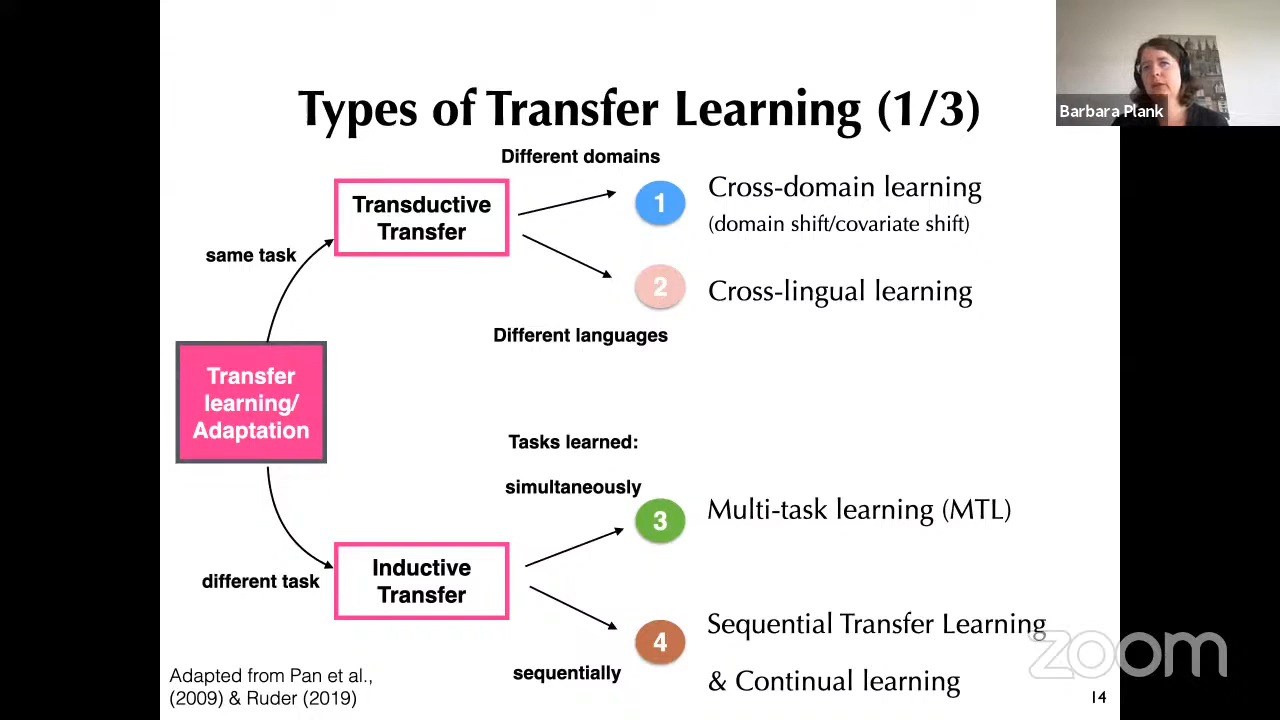 Types of Transfer Learning (1/3)
Barbara Plank
Different domains
Transductive
Transfer
1
Cross-domain learning
(domain shift/covariate shift)
same task
2
Cross-lingual learning
Different languages
Transfer
learning/
Adaptation
Tasks learned:
simultaneously
3
Multi-task learning (MTL)
Inductive
Transfer
different task
4
Sequential Transfer Learning
& Continual learning
sequentially
Adapted from Pan et al.,
(2009) & Ruder (2019)
zoom
14